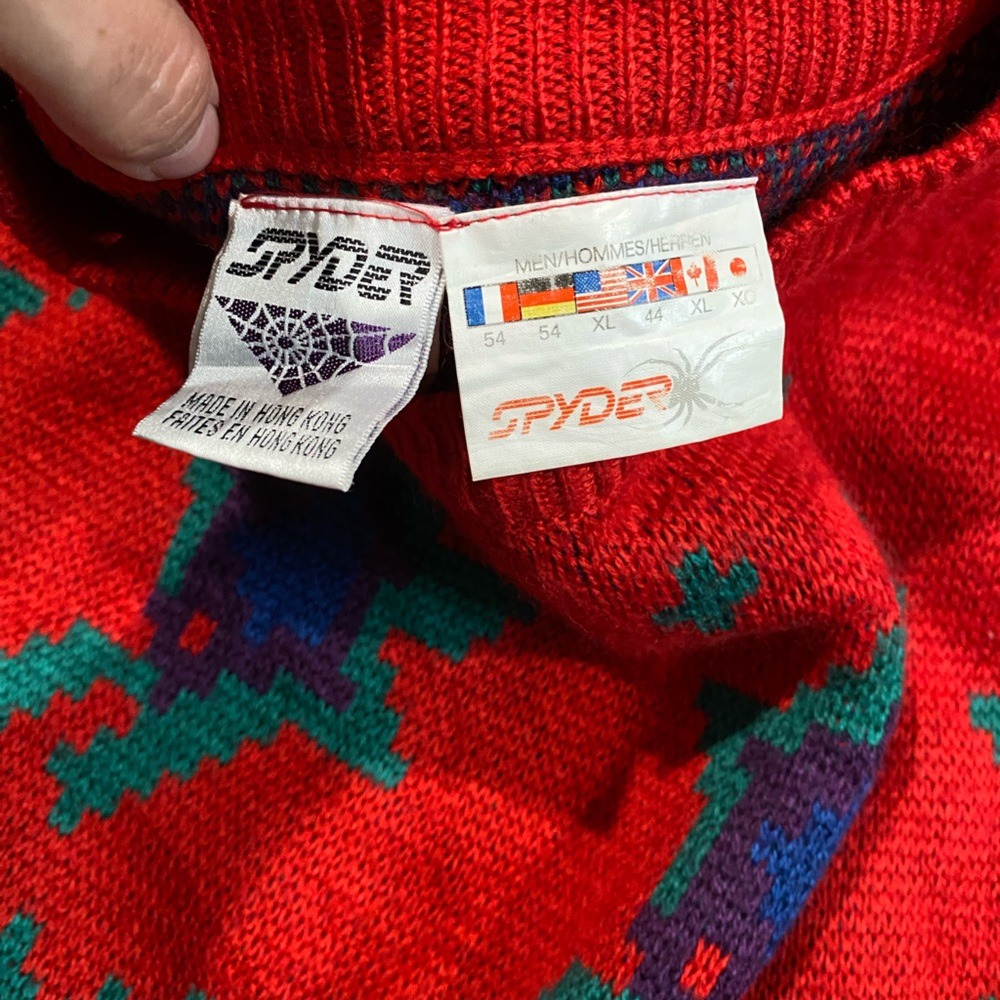 SPYDER
MADE IN HONG KONG
FAITES EN HONG KONG
MEN/HOMMES/HERREN
54 54 XL 44 XL XO
SPYDER